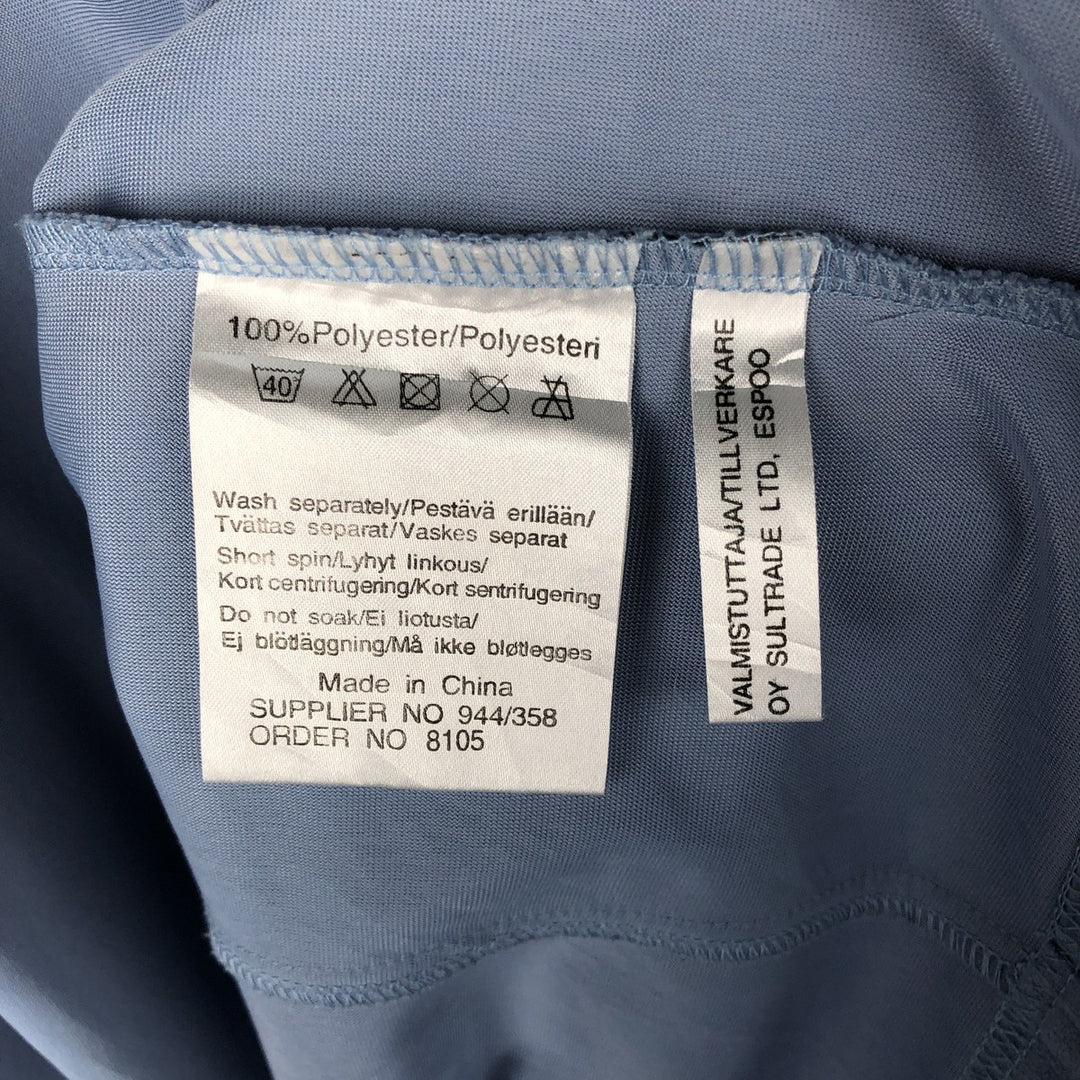 100%Polyester/Polyesteri
40
Wash separately/Pestävä erillään/
Tvättas separat/Vaskes separat
Short spin/Lyhyt linkous/
Kort centrifugering/Kort sentrifugering
Do not soak/Ei liotusta/
Ej blötläggning/Må ikke bløtlegges
Made in China
SUPPLIER NO 944/358
ORDER NO 8105
VALMISTUTTAJA/TILLVERKARE
OY SULTRADE LTD, ESPOO